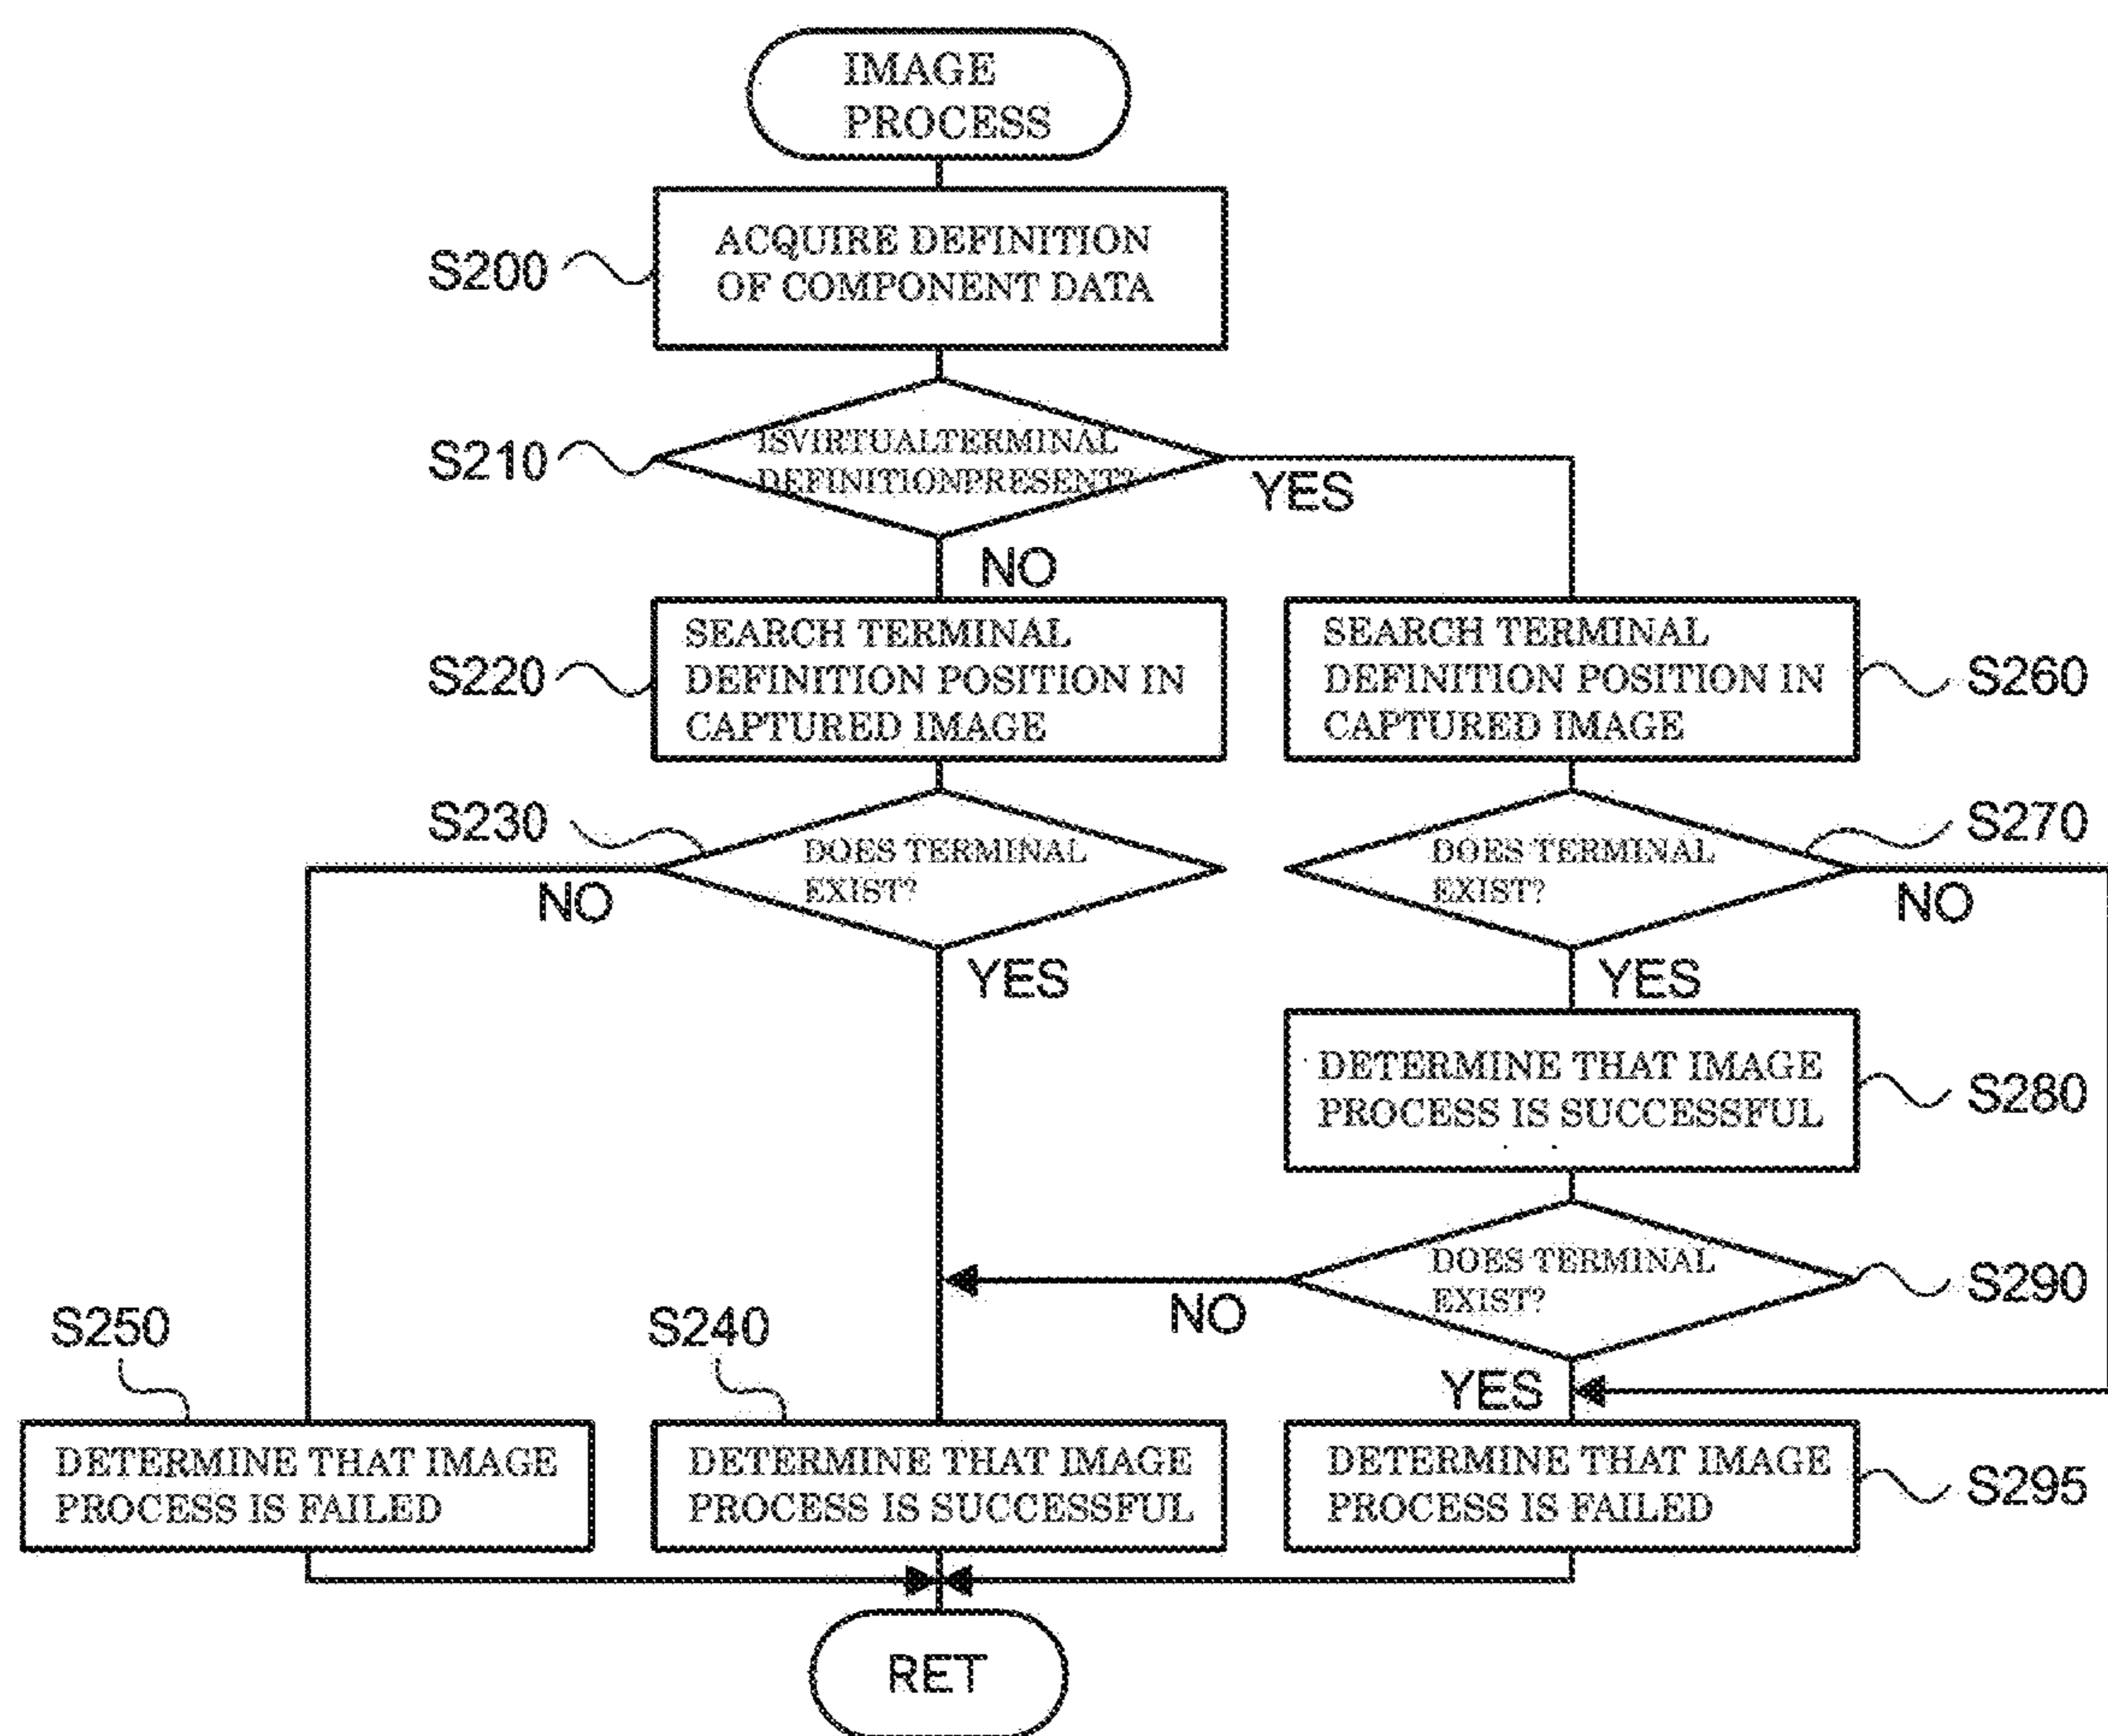 IMAGE
PROCESS
S200
ACQUIRE DEFINITION
OF COMPONENT DATA
S210
ISVIRTUALTERMINAL
DEFINITIONPRESENT?
YES
NO
S220
SEARCH TERMINAL
DEFINITION POSITION IN
CAPTURED IMAGE
SEARCH TERMINAL
DEFINITION POSITION IN
CAPTURED IMAGE
S260
S230
DOES TERMINAL
EXIST?
NO
YES
DOES TERMINAL
EXIST?
S270
NO
YES
DETERMINE THAT IMAGE
PROCESS IS SUCCESSFUL
S280
DOES TERMINAL
EXIST?
S290
NO
YES
S250
DETERMINE THAT IMAGE
PROCESS IS FAILED
S240
DETERMINE THAT IMAGE
PROCESS IS SUCCESSFUL
DETERMINE THAT IMAGE
PROCESS IS FAILED
S295
RET